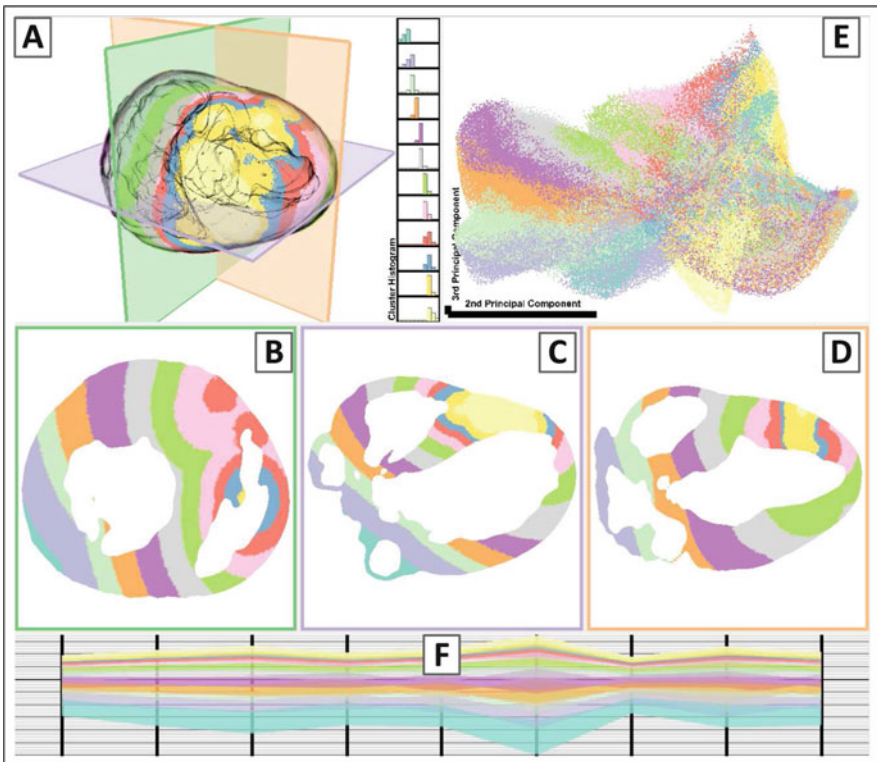 A
E
Cluster Histogram
3rd Principal Component
2nd Principal Component
B
C
D
F